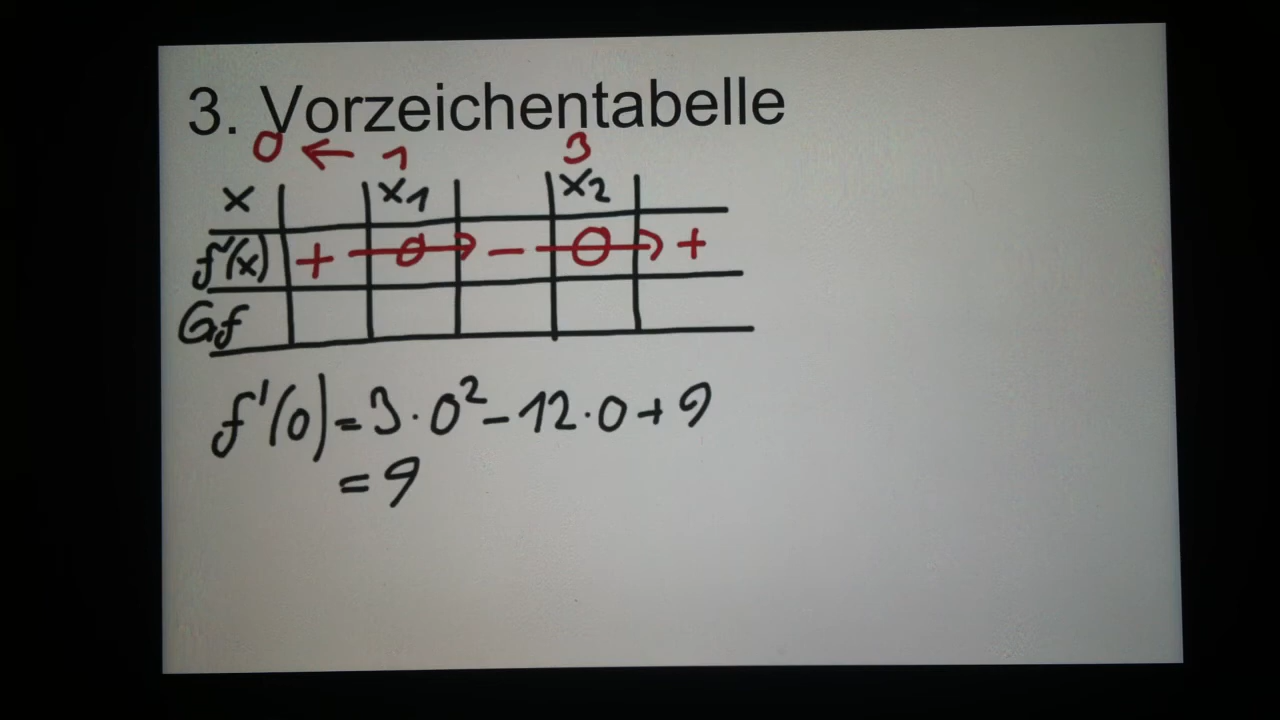 3. Vorzeichentabelle
0 ← 1 3
x x₁ x₂
f'(x) + 0 - 0 +
Gf
f'(0) = 3·0² - 12·0 + 9
= 9